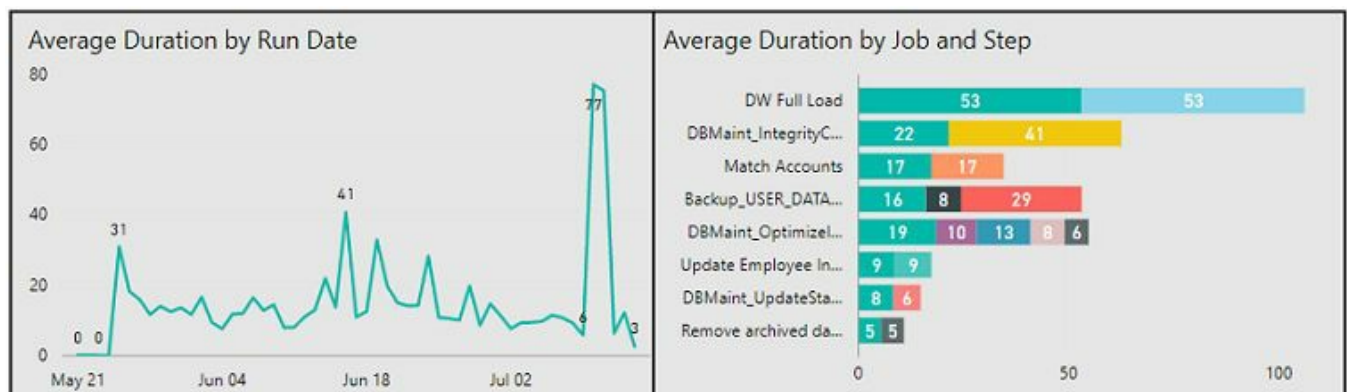 Average Duration by Run Date
80
60
40
20
0
0 0
31
41
6
77
3
May 21 Jun 04 Jun 18 Jul 02
Average Duration by Job and Step
DW Full Load 53 53
DBMaint_IntegrityC... 22 41
Match Accounts 17 17
Backup_USER_DATA... 16 8 29
DBMaint_OptimizeI... 19 10 13 8 6
Update Employee In... 9 9
DBMaint_UpdateSta... 8 6
Remove archived da... 5 5
0 50 100